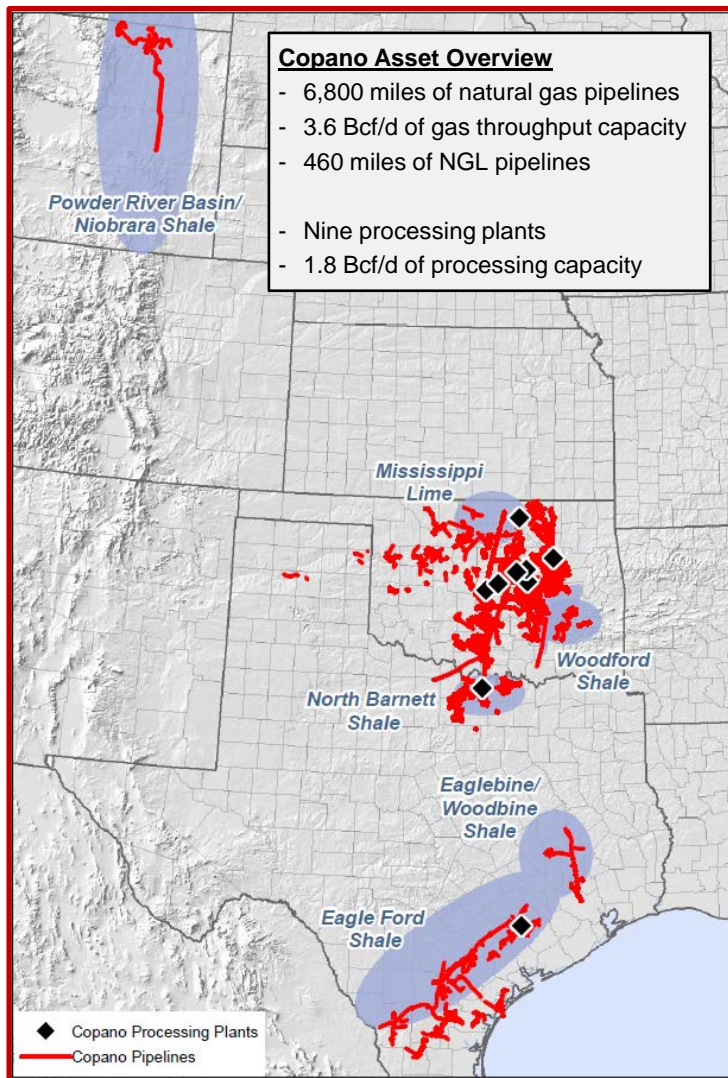 Copano Asset Overview
- 6,800 miles of natural gas pipelines
- 3.6 Bcf/d of gas throughput capacity
- 460 miles of NGL pipelines
- Nine processing plants
- 1.8 Bcf/d of processing capacity
Powder River Basin/
Niobrara Shale
Mississippi
Lime
Woodford
Shale
North Barnett
Shale
Eaglebine/
Woodbine
Shale
Eagle Ford
Shale
Copano Processing Plants
Copano Pipelines